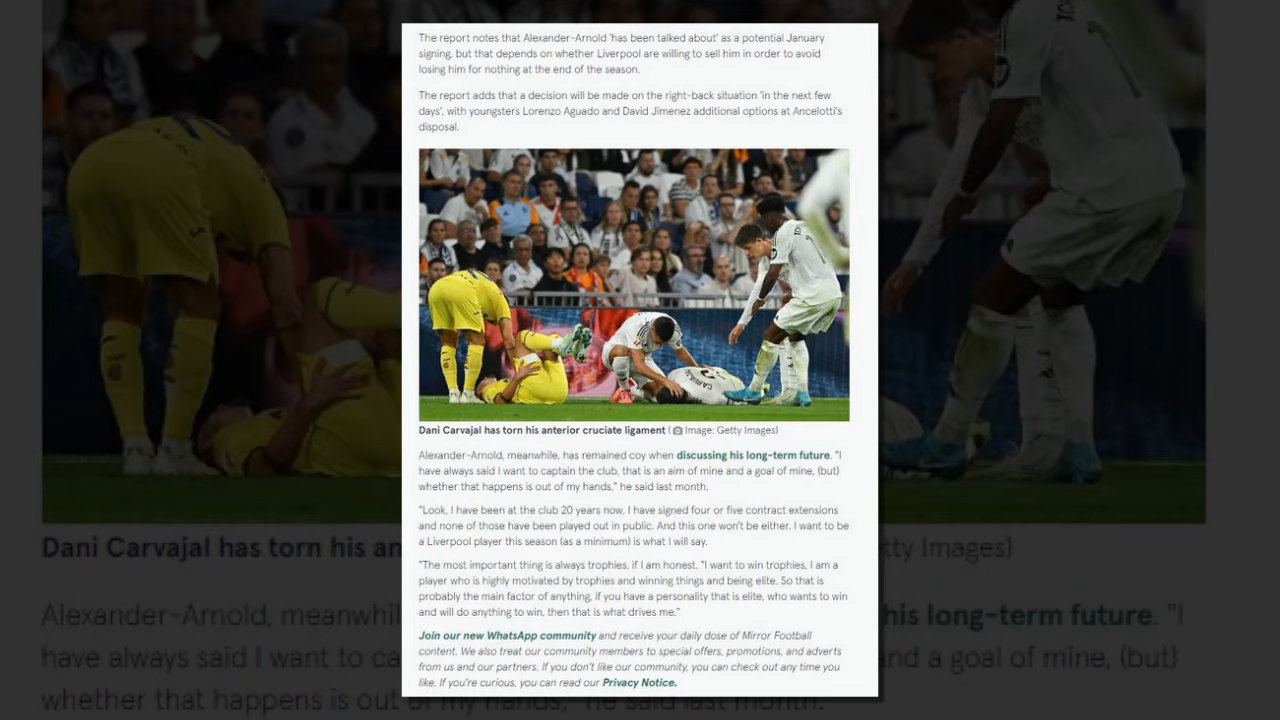 The report notes that Alexander-Arnold 'has been talked about' as a potential January
signing, but that depends on whether Liverpool are willing to sell him in order to avoid
losing him for nothing at the end of the season.
The report adds that a decision will be made on the right-back situation 'in the next few
days', with youngsters Lorenzo Aguado and David Jimenez additional options at Ancelotti's
disposal.
CARVAJAL
2
Dani Carvajal has torn his anterior cruciate ligament ( Image: Getty Images)
Alexander-Arnold, meanwhile, has remained coy when discussing his long-term future. "I
have always said I want to captain the club, that is an aim of mine and a goal of mine, (but)
whether that happens is out of my hands," he said last month.
"Look, I have been at the club 20 years now, I have signed four or five contract extensions
and none of those have been played out in public. And this one won't be either. I want to be
a Liverpool player this season (as a minimum) is what I will say.
"The most important thing is always trophies, if I am honest. "I want to win trophies, I am a
player who is highly motivated by trophies and winning things and being elite. So that is
probably the main factor of anything, if you have a personality that is elite, who wants to win
and will do anything to win, then that is what drives me."
Join our new WhatsApp community and receive your daily dose of Mirror Football
content. We also treat our community members to special offers, promotions, and adverts
from us and our partners. If you don't like our community, you can check out any time you
like. If you're curious, you can read our Privacy Notice.
Dani Carvajal has torn his an
tty Images)
Alexander-Arnold, meanwhil
his long-term future. "I
have always said I want to ca
and a goal of mine, (but)
whether that happens is out of my hands," he said last month.